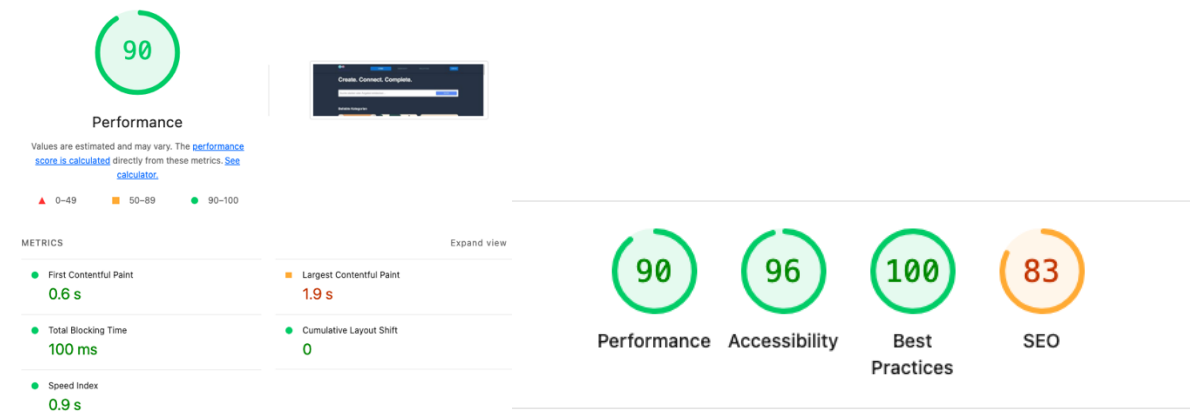 90
Performance
Values are estimated and may vary. The performance
score is calculated directly from these metrics. See
calculator.
0–49
50–89
90–100
Create. Connect. Complete.
METRICS
Expand view
First Contentful Paint
0.6 s
Largest Contentful Paint
1.9 s
Total Blocking Time
100 ms
Cumulative Layout Shift
0
Speed Index
0.9 s
90
Performance
96
Accessibility
100
Best
Practices
83
SEO